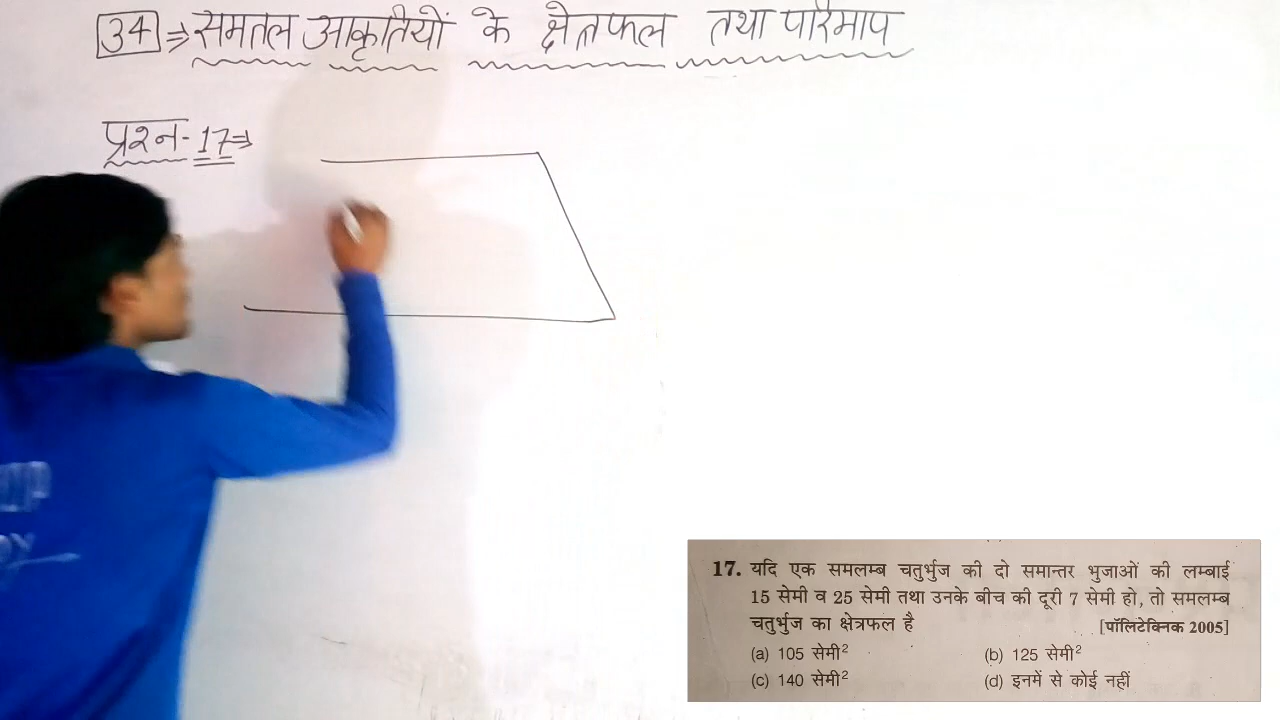 34 ⇒ समतल आकृतियों के क्षेत्रफल तथा परिमाप
प्रश्न-17⇒
17. यदि एक समलम्ब चतुर्भुज की दो समान्तर भुजाओं की लम्बाई
15 सेमी व 25 सेमी तथा उनके बीच की दूरी 7 सेमी हो, तो समलम्ब
चतुर्भुज का क्षेत्रफल है [पॉलिटेक्निक 2005]
(a) 105 सेमी² (b) 125 सेमी²
(c) 140 सेमी² (d) इनमें से कोई नहीं